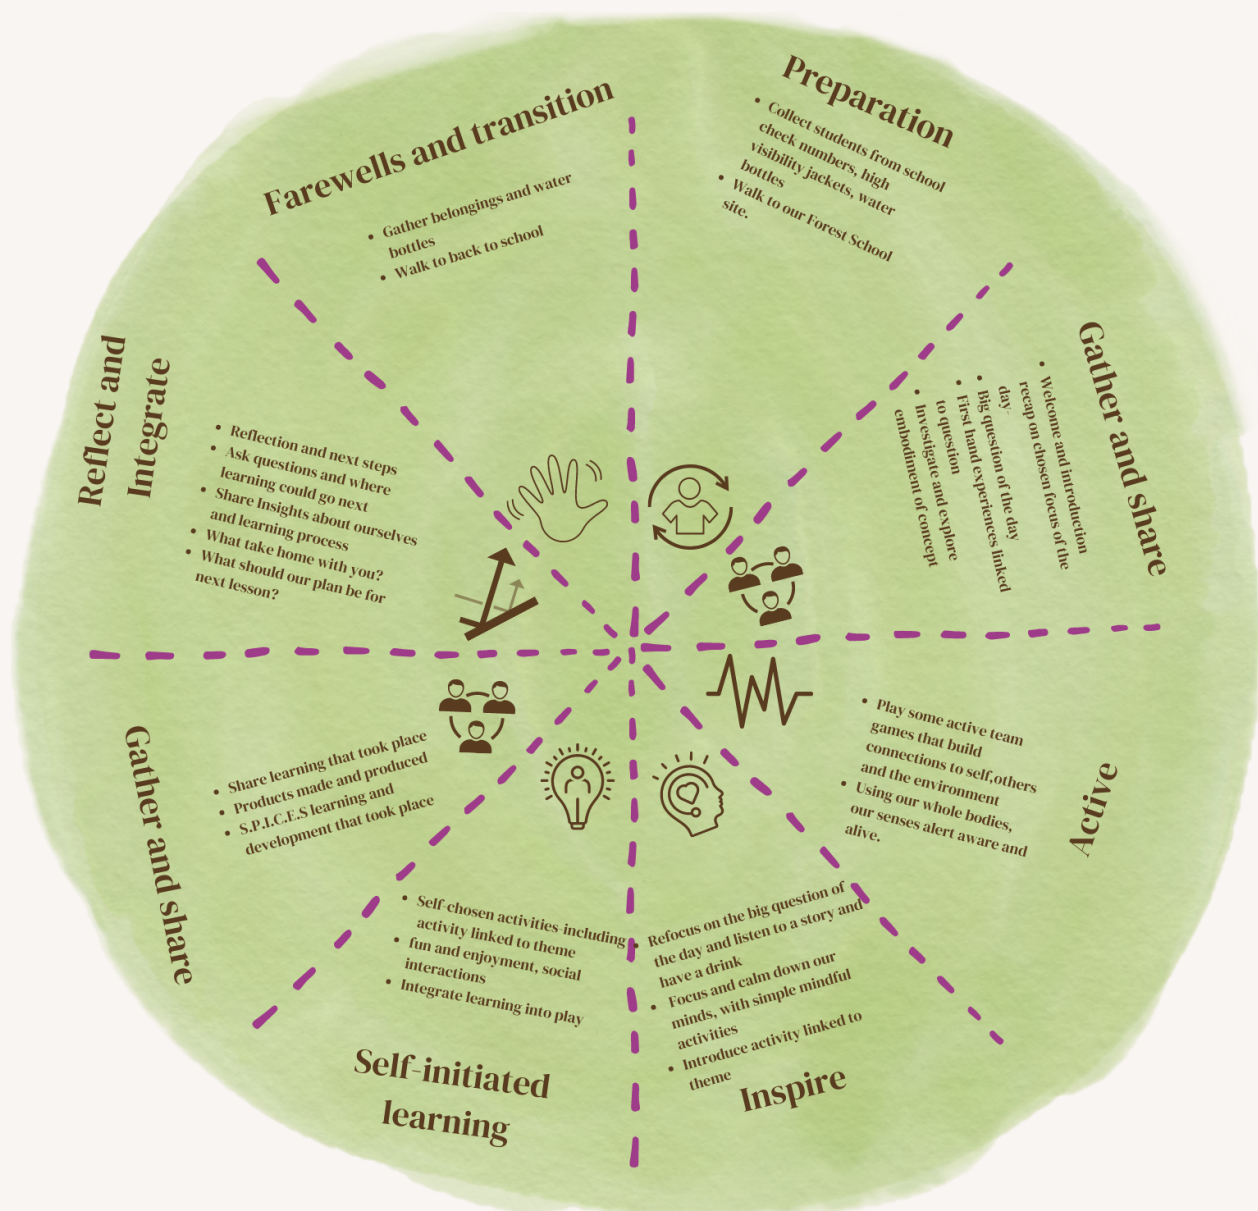 Preparation
• Collect students from school
check numbers, high
visibility jackets, water
bottles
• Walk to our Forest School
site.
Gather and share
• Welcome and introduction
recap on chosen focus of the
day-
• Big question of the day
• First hand experiences linked
to question
• Investigate and explore
embodiment of concept
Active
• Play some active team
games that build
connections to self,others
and the environment
• Using our whole bodies,
our senses alert aware and
alive.
• Refocus on the big question of
the day and listen to a story and
have a drink
• Focus and calm down our
minds, with simple mindful
activities
• Introduce activity linked to
theme
Inspire
• Self-chosen activities-including
activity linked to theme
• fun and enjoyment, social
interactions
• Integrate learning into play
Self-initiated
learning
Gather and share
• Share learning that took place
• Products made and produced
• S.P.I.C.E.S learning and
development that took place
Reflect and
Integrate
• Reflection and next steps
• Ask questions and where
learning could go next
• Share Insights about ourselves
and learning process
• What take home with you?
• What should our plan be for
next lesson?
Farewells and transition
• Gather belongings and water
bottles
• Walk to back to school